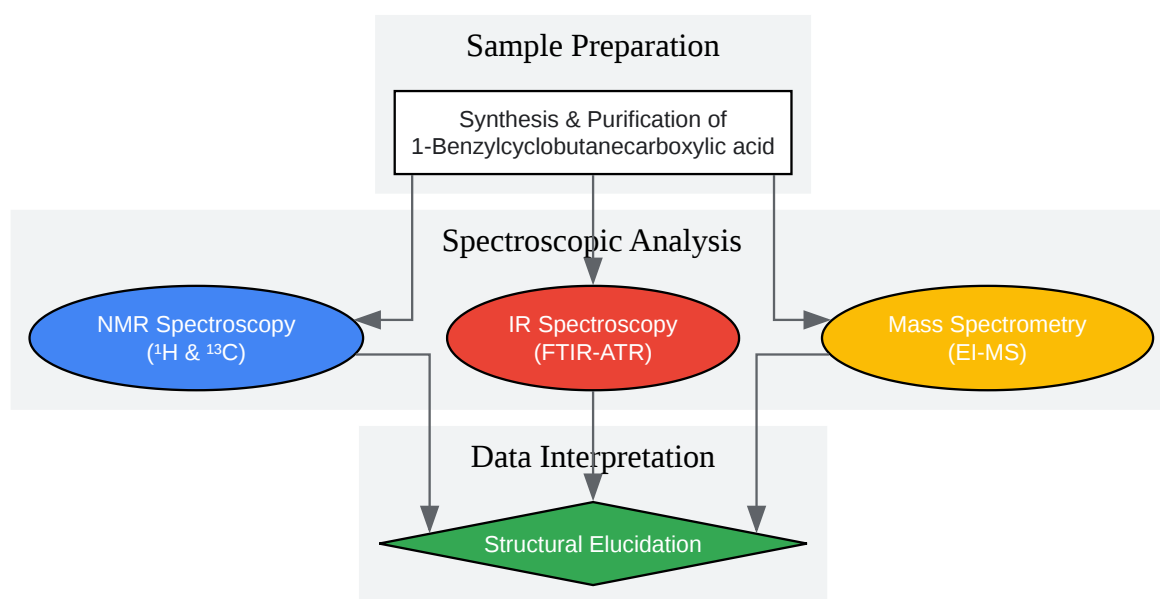 Sample Preparation
Synthesis & Purification of
1-Benzylcyclobutanecarboxylic acid
Spectroscopic Analysis
NMR Spectroscopy
(¹H & ¹³C)
IR Spectroscopy
(FTIR-ATR)
Mass Spectrometry
(EI-MS)
Data Interpretation
Structural Elucidation